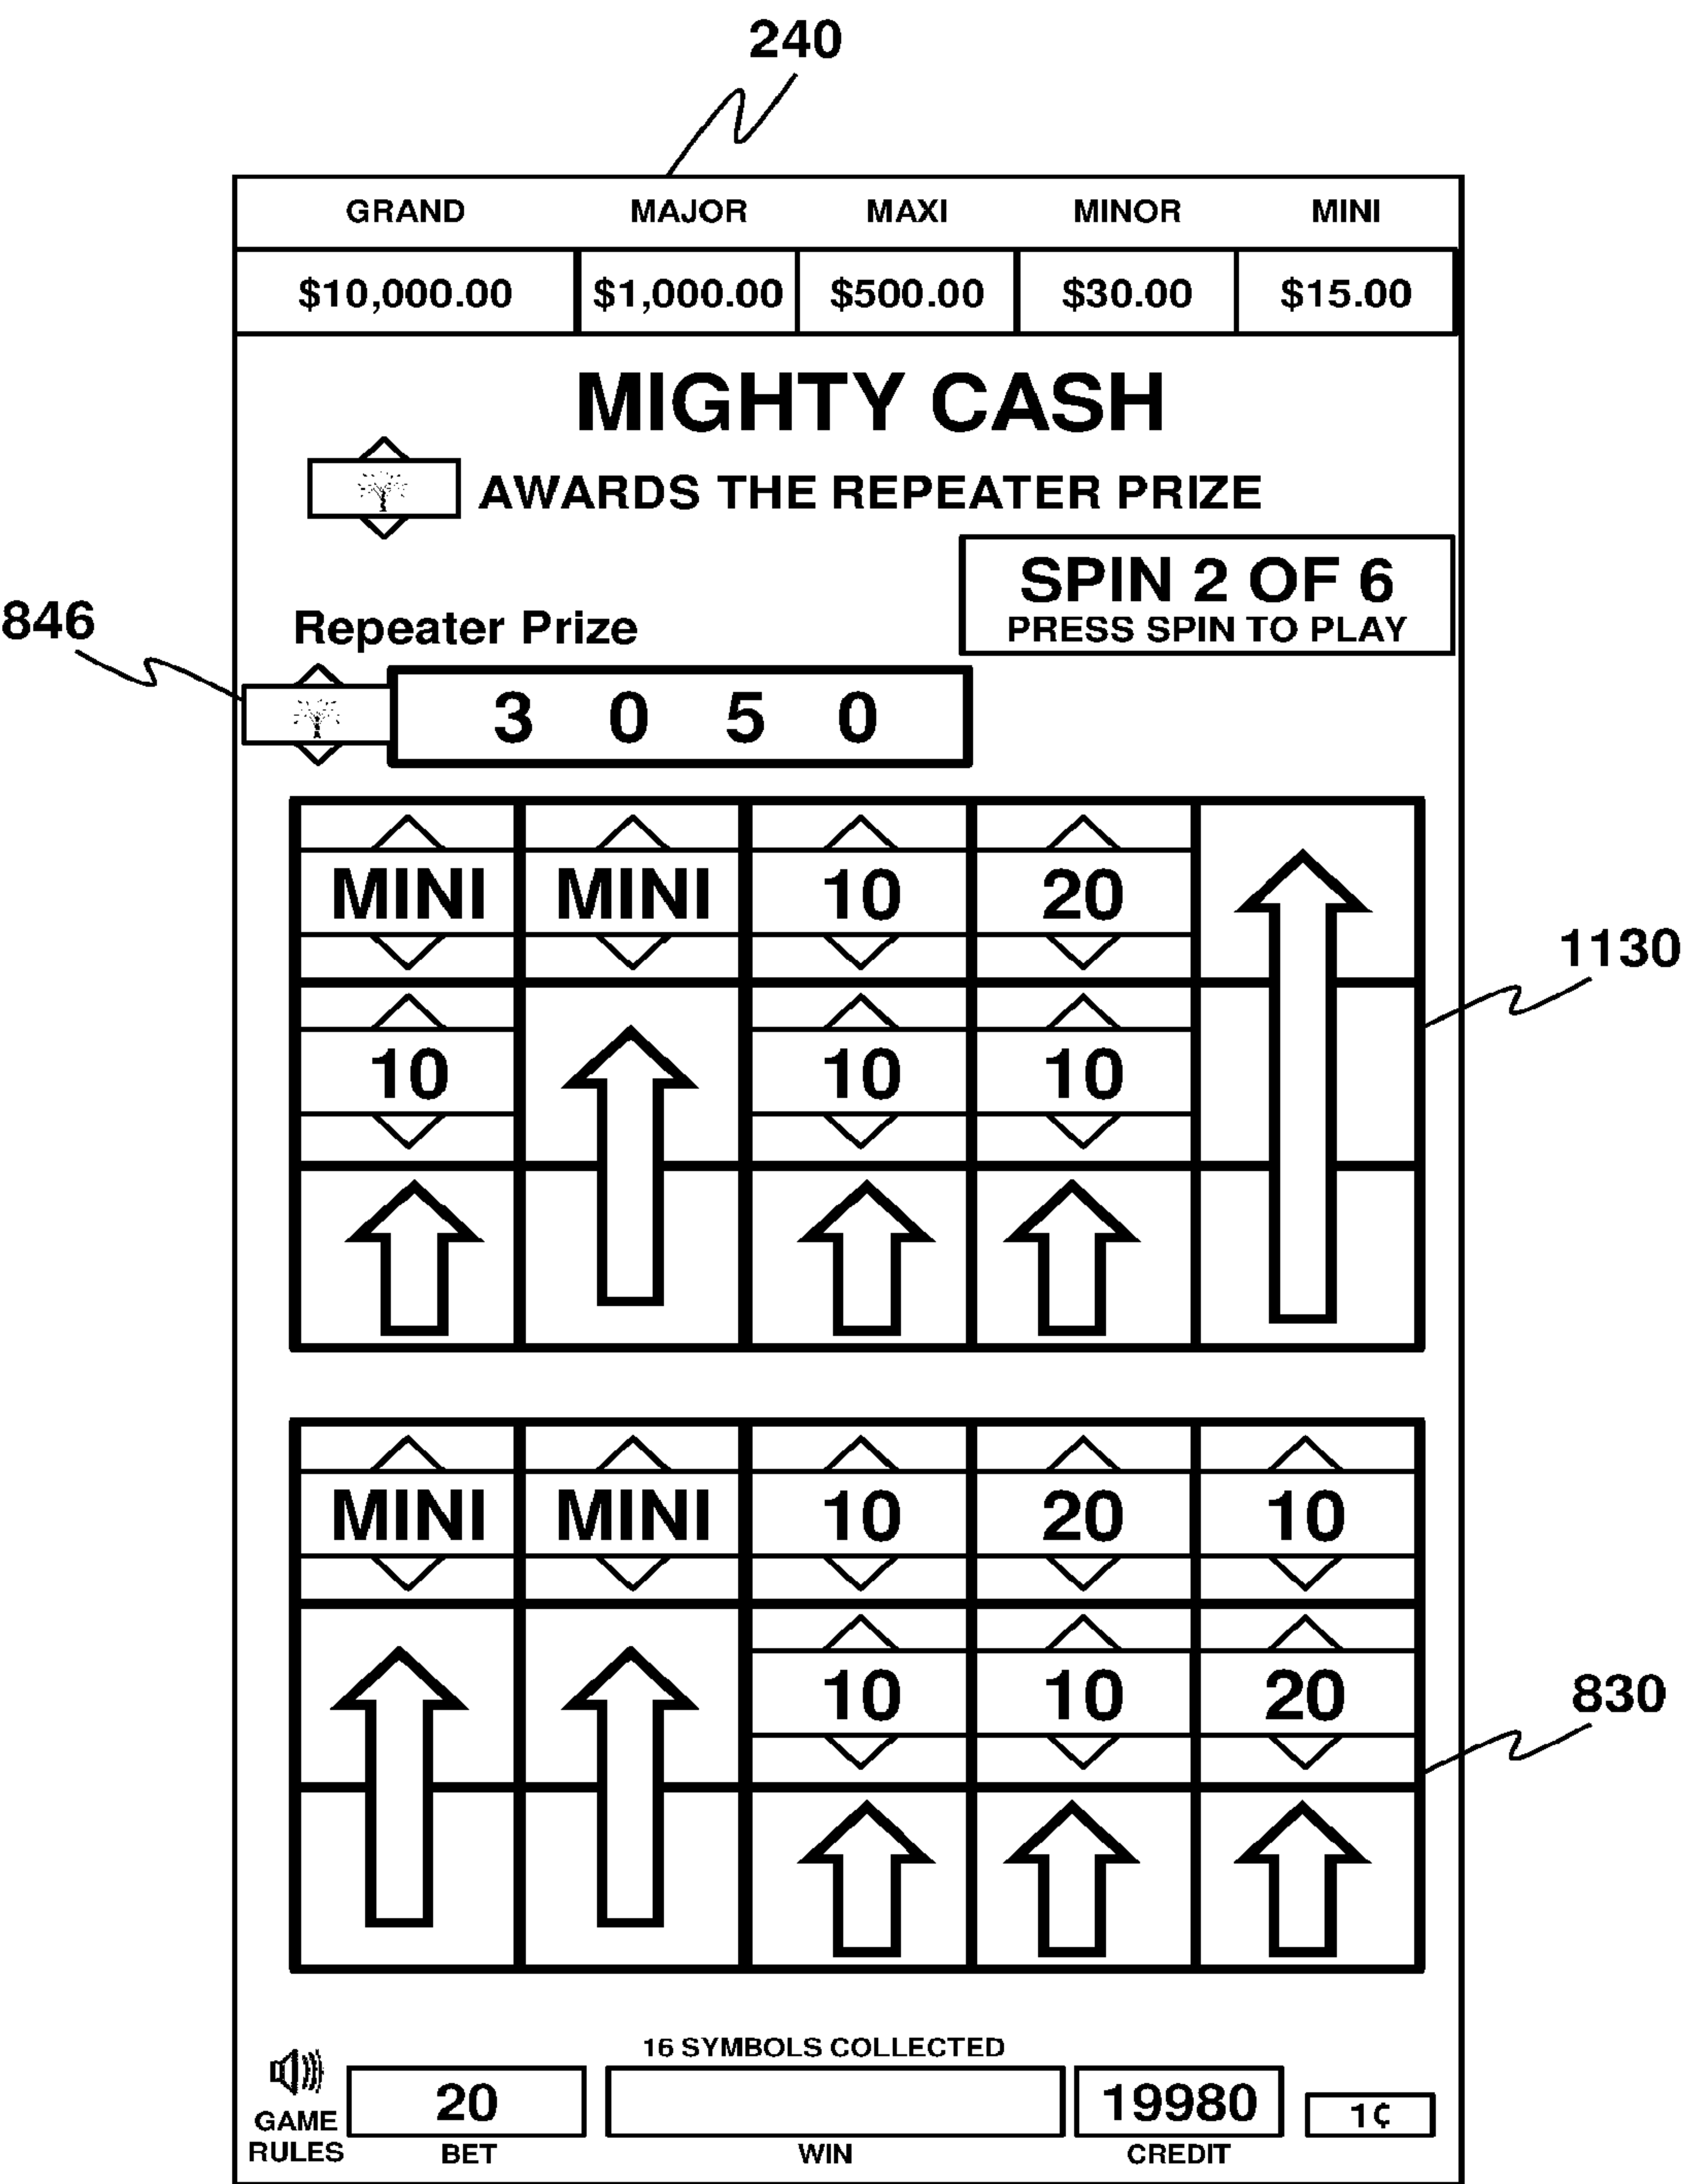 240
GRAND MAJOR MAXI MINOR MINI
$10,000.00 $1,000.00 $500.00 $30.00 $15.00
MIGHTY CASH
AWARDS THE REPEATER PRIZE
SPIN 2 OF 6
PRESS SPIN TO PLAY
846
Repeater Prize
3 0 5 0
MINI MINI 10 20
1130
10 10 10
MINI MINI 10 20 10
10 10 20
830
16 SYMBOLS COLLECTED
20 19980 1¢
GAME
RULES BET WIN CREDIT